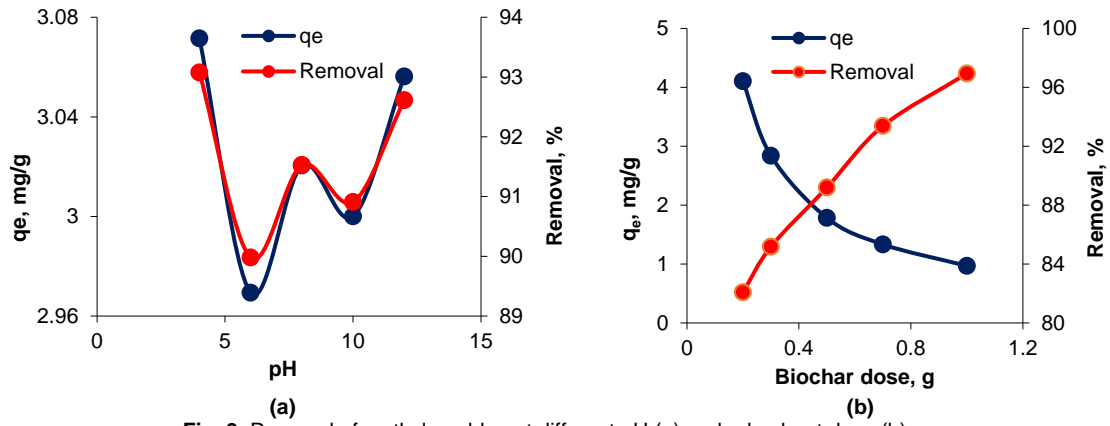 3.08
3.04
3
2.96
qe, mg/g
94
93
92
91
90
89
Removal, %
qe
Removal
0
5
10
15
pH
(a)
5
4
3
2
1
0
qe, mg/g
100
96
92
88
84
80
Removal, %
qe
Removal
0
0.4
0.8
1.2
Biochar dose, g
(b)